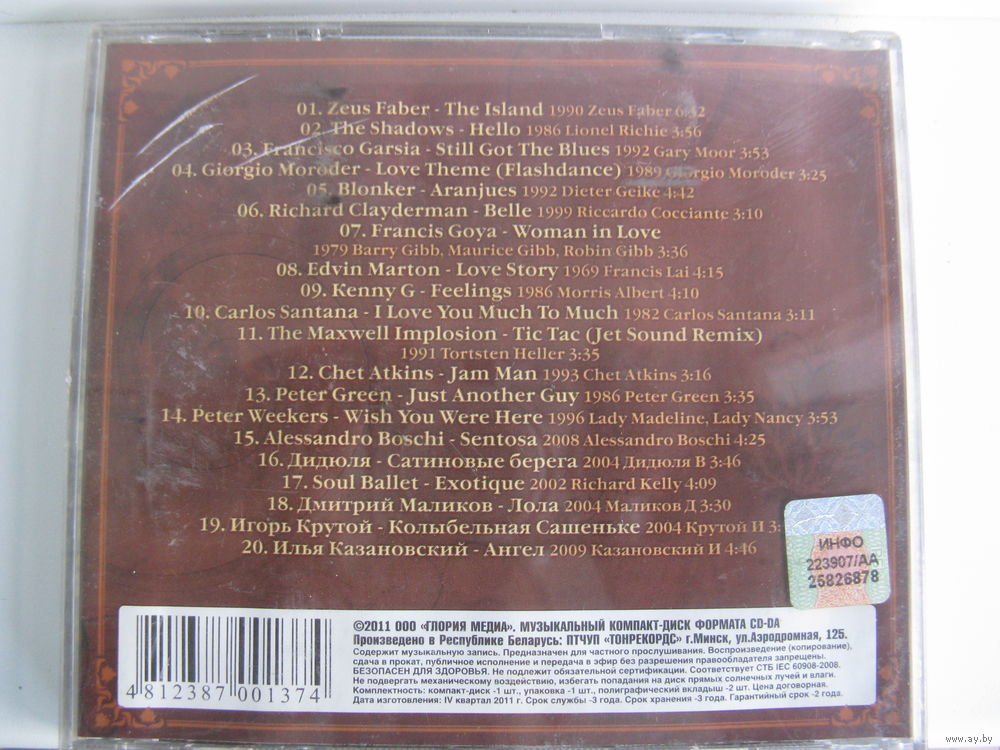 01. Zeus Faber - The Island 1990 Zeus Faber 6:32
02. The Shadows - Hello 1986 Lionel Richie 3:56
03. Francisco Garsia - Still Got The Blues 1992 Gary Moor 3:53
04. Giorgio Moroder - Love Theme (Flashdance) 1989 Giorgio Moroder 3:25
05. Blonker - Aranjues 1992 Dieter Geike 4:42
06. Richard Clayderman - Belle 1999 Riccardo Cocciante 3:10
07. Francis Goya - Woman in Love
1979 Barry Gibb, Maurice Gibb, Robin Gibb 3:36
08. Edvin Marton - Love Story 1969 Francis Lai 4:15
09. Kenny G - Feelings 1986 Morris Albert 4:10
10. Carlos Santana - I Love You Much To Much 1982 Carlos Santana 3:11
11. The Maxwell Implosion - Tic Tac (Jet Sound Remix)
1991 Tortsten Heller 3:35
12. Chet Atkins - Jam Man 1993 Chet Atkins 3:16
13. Peter Green - Just Another Guy 1986 Peter Green 3:35
14. Peter Weekers - Wish You Were Here 1996 Lady Madeline, Lady Nancy 3:53
15. Alessandro Boschi - Sentosa 2008 Alessandro Boschi 4:25
16. Дидюля - Сатиновые берега 2004 Дидюля В 3:46
17. Soul Ballet - Exotique 2002 Richard Kelly 4:09
18. Дмитрий Маликов - Лола 2004 Маликов Д 3:30
19. Игорь Крутой - Колыбельная Сашеньке 2004 Крутой И 3:
20. Илья Казановский - Ангел 2009 Казановский И 4:46
ИНФО
223907/АА
25826878
©2011 ООО «ГЛОРИЯ МЕДИА». МУЗЫКАЛЬНЫЙ КОМПАКТ-ДИСК ФОРМАТА CD-DA
Произведено в Республике Беларусь: ПТЧУП «ТОНРЕКОРДС» г.Минск, ул.Аэродромная, 125.
Содержит музыкальную запись. Предназначен для частного прослушивания. Воспроизведение (копирование),
сдача в прокат, публичное исполнение и передача в эфир без разрешения правообладателя запрещены.
БЕЗОПАСЕН ДЛЯ ЗДОРОВЬЯ. Не подлежит обязательной сертификации. Соответствует СТБ IEC 60908-2008.
Не подвергать механическому воздействию, избегать попадания на диск прямых солнечных лучей и влаги.
Комплектность: компакт-диск -1 шт., упаковка -1 шт., полиграфический вкладыш -2 шт. Цена договорная.
Дата изготовления: IV квартал 2011 г. Срок службы -3 года. Срок хранения -3 года. Гарантийный срок -2 года.
4 812387 001374
www.ay.by